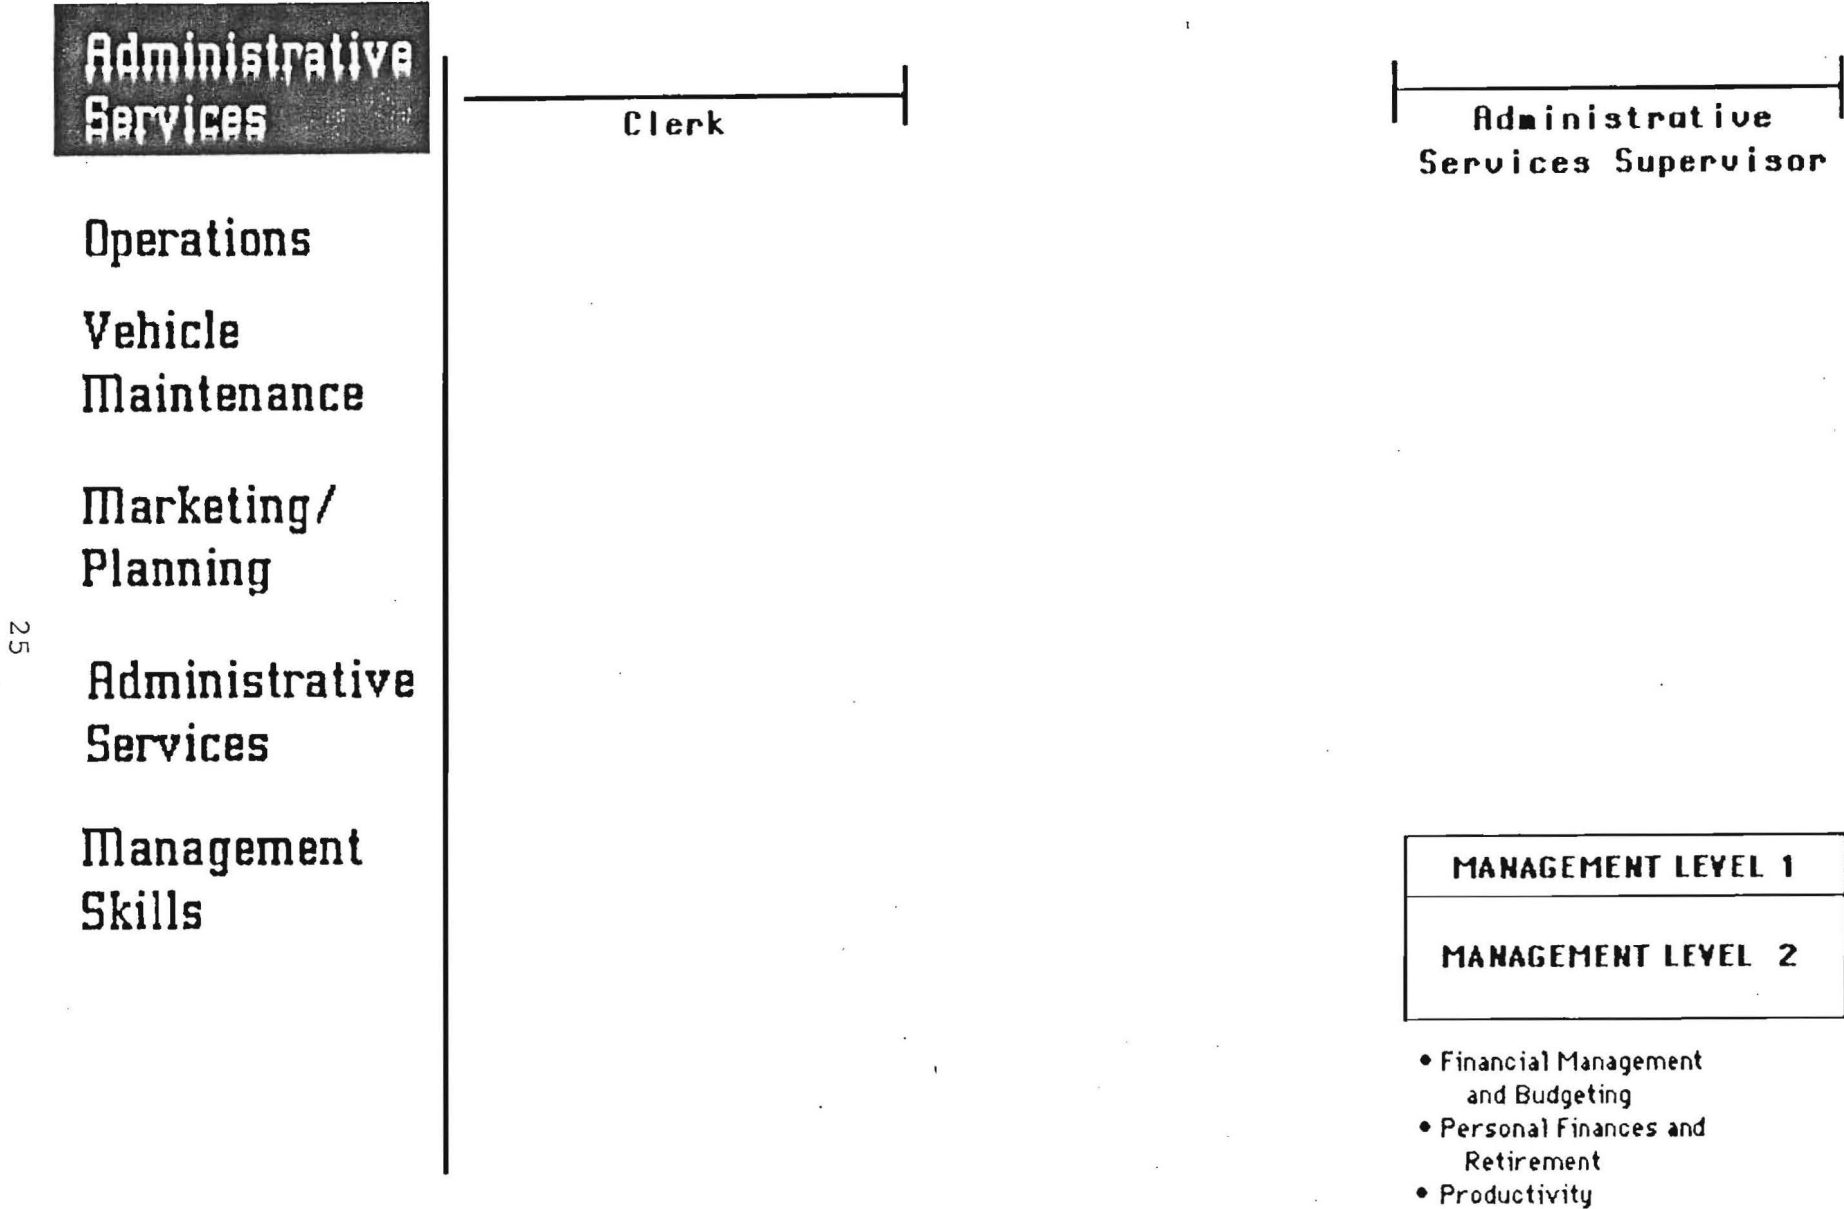 Administrative
Services
Clerk
Administrative
Services Supervisor
Operations
Vehicle
Maintenance
Marketing/
Planning
25
Administrative
Services
Management
Skills
MANAGEMENT LEVEL 1
MANAGEMENT LEVEL 2
• Financial Management
and Budgeting
• Personal Finances and
Retirement
• Productivity